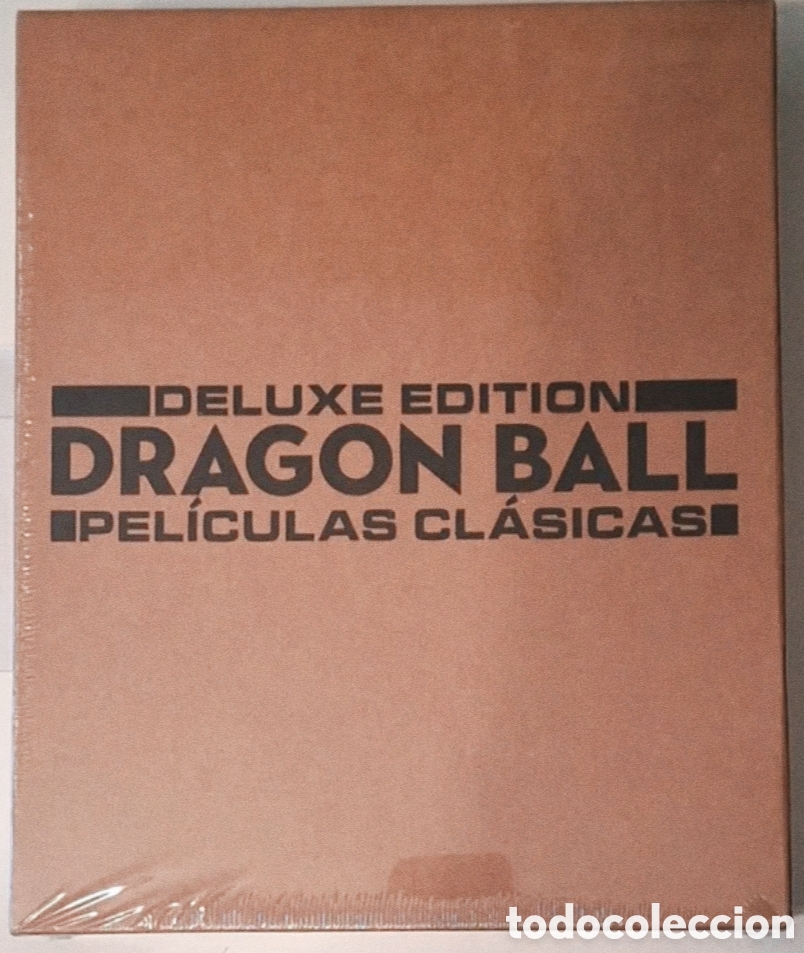 DELUXE EDITION
DRAGON BALL
PELÍCULAS CLÁSICAS
todocoleccion